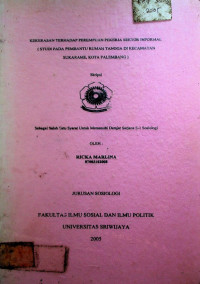 KEKERASAN TERHADAP PEREMPUAN PEKERJA SEKTOR INFORMAL
( STUDI PADA PEMBANTU RUMAH TANGGA DI KECAMATAN
SUKARAME, KOTA PALEMBANG )
Skripsi
Sebagai Salah Satu Syarat Untuk Memenuhi Derajat Sarjana S-1 Sosiologi
OLEH :
RICKA MARLINA
JURUSAN SOSIOLOGI
FAKULTAS ILMU SOSIAL DAN ILMU POLITIK
UNIVERSITAS SRIWIJAYA
2005